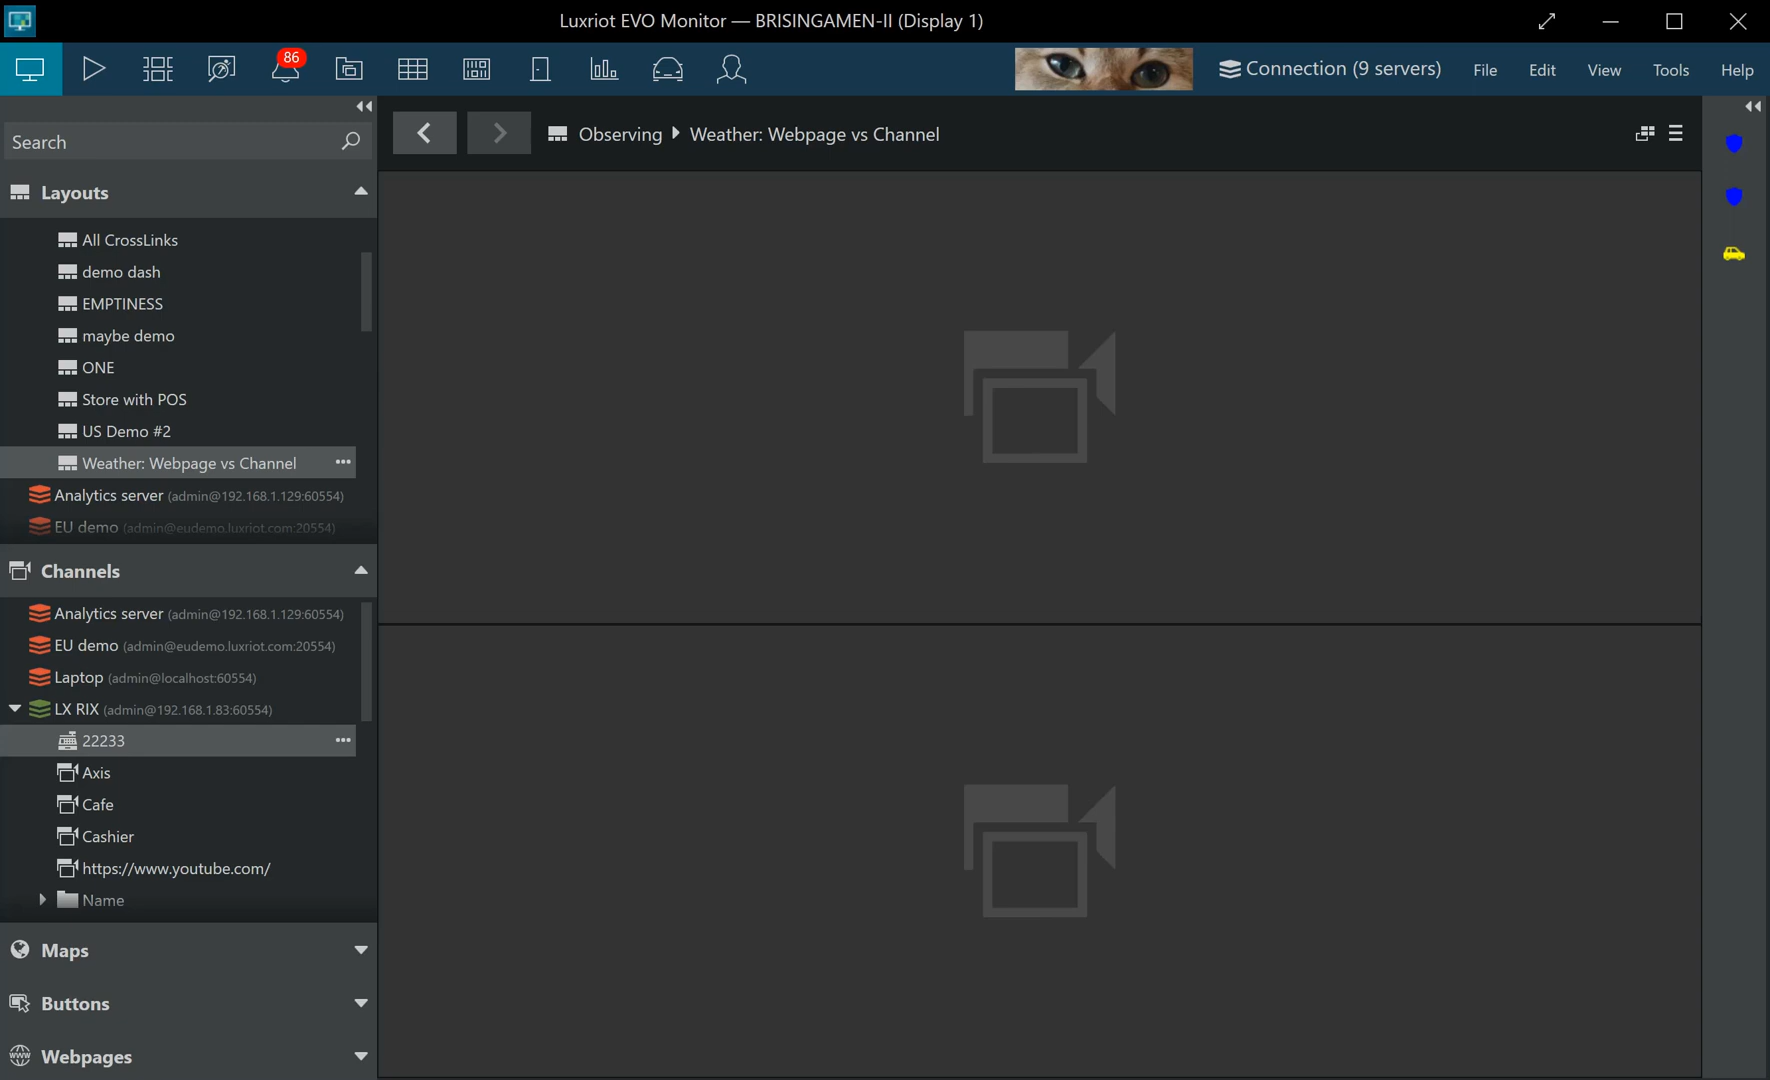 Luxriot EVO Monitor — BRISINGAMEN-II (Display 1)
86
Connection (9 servers)
File
Edit
View
Tools
Help
Search
Observing
Weather: Webpage vs Channel
Layouts
All CrossLinks
demo dash
EMPTINESS
maybe demo
ONE
Store with POS
US Demo #2
Weather: Webpage vs Channel
Analytics server (admin@192.168.1.129:60554)
EU demo (admin@eudemo.luxriot.com:20554)
Channels
Analytics server (admin@192.168.1.129:60554)
EU demo (admin@eudemo.luxriot.com:20554)
Laptop (admin@localhost:60554)
LX RIX (admin@192.168.1.83:60554)
22233
Axis
Cafe
Cashier
https://www.youtube.com/
Name
Maps
Buttons
Webpages